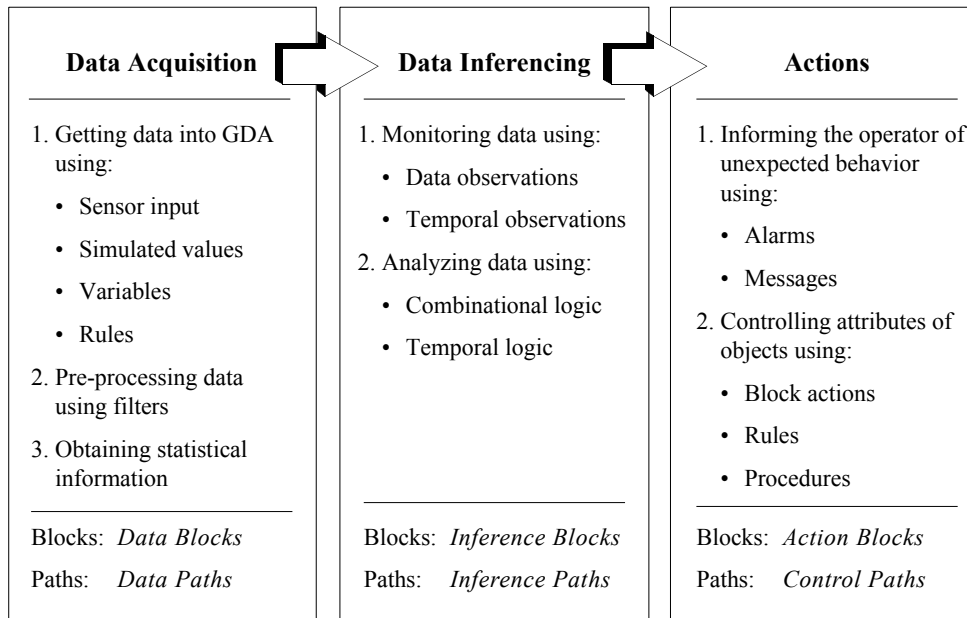 Data Acquisition
1. Getting data into GDA
using:
• Sensor input
• Simulated values
• Variables
• Rules
2. Pre-processing data
using filters
3. Obtaining statistical
information
Blocks: Data Blocks
Paths: Data Paths
Data Inferencing
1. Monitoring data using:
• Data observations
• Temporal observations
2. Analyzing data using:
• Combinational logic
• Temporal logic
Blocks: Inference Blocks
Paths: Inference Paths
Actions
1. Informing the operator of
unexpected behavior
using:
• Alarms
• Messages
2. Controlling attributes of
objects using:
• Block actions
• Rules
• Procedures
Blocks: Action Blocks
Paths: Control Paths